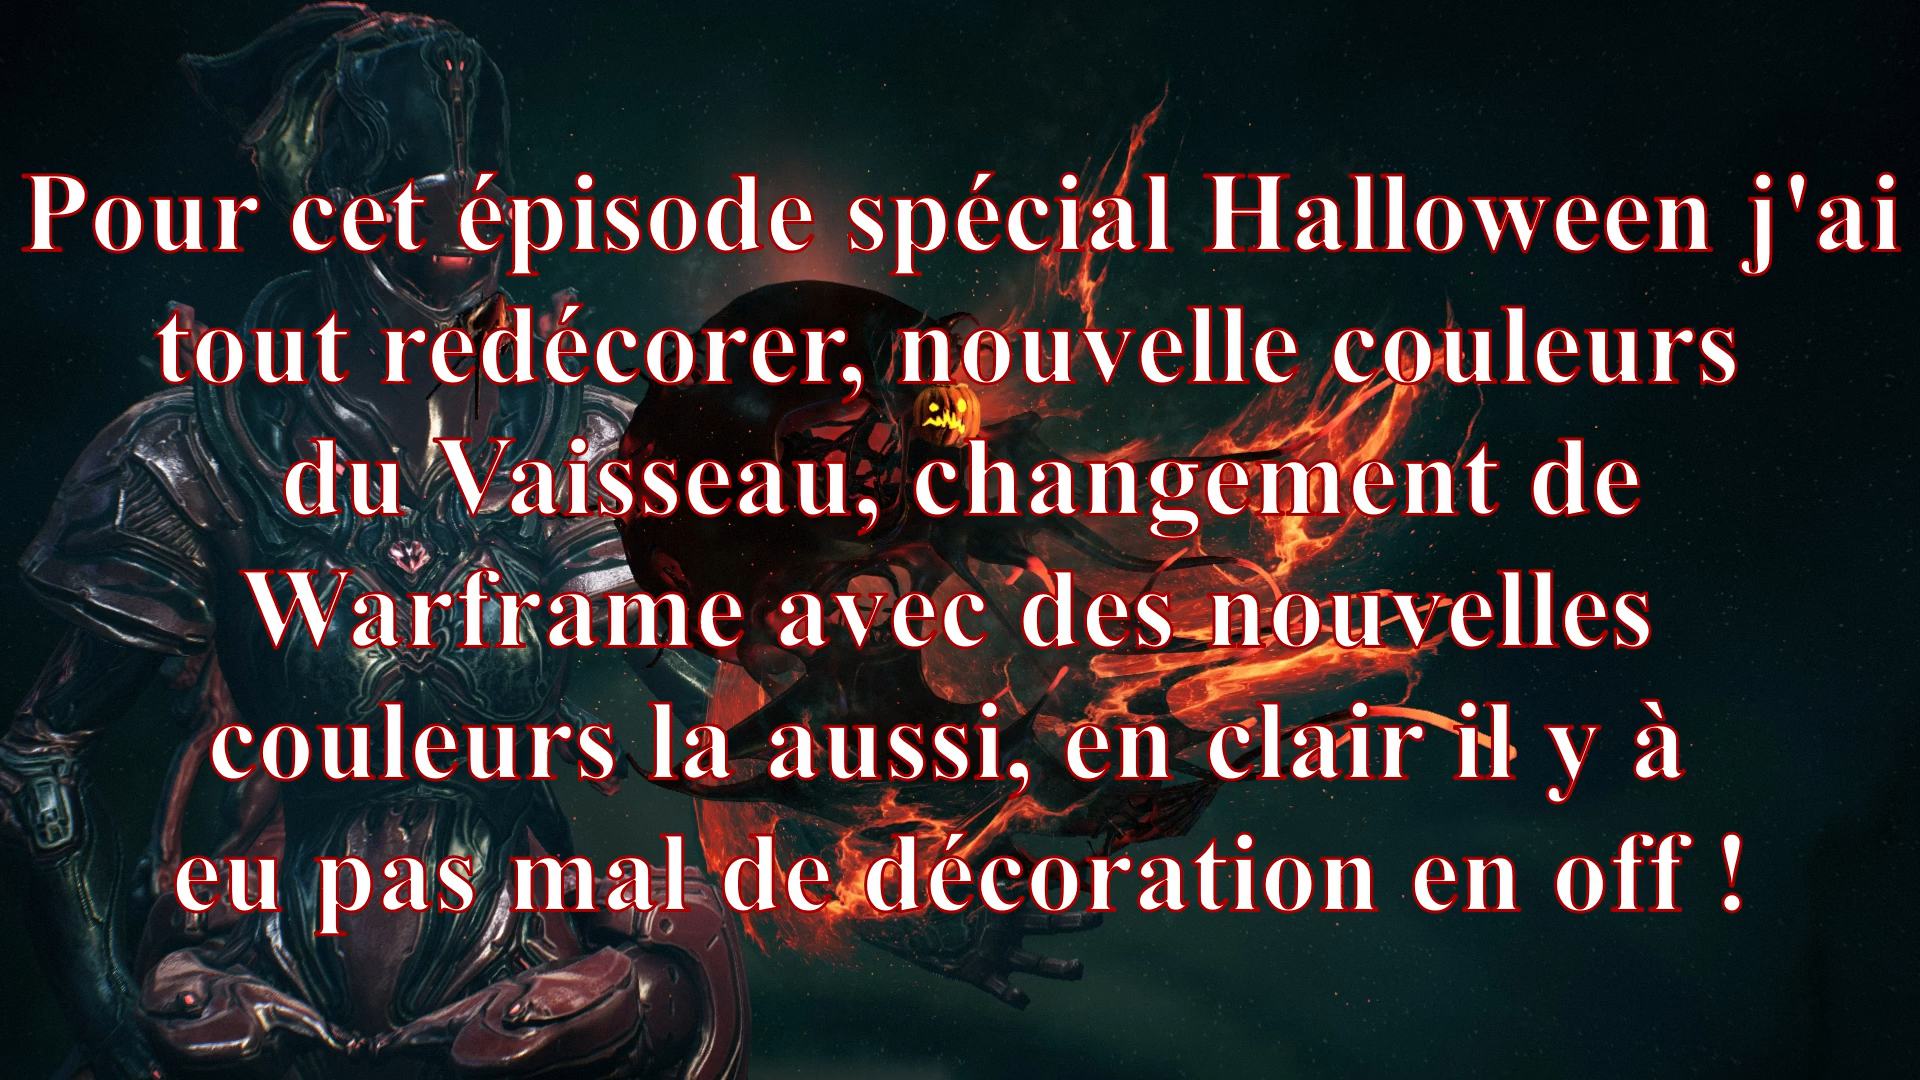 Pour cet épisode spécial Halloween j'ai
tout redécorer, nouvelle couleurs
du Vaisseau, changement de
Warframe avec des nouvelles
couleurs la aussi, en clair il y à
eu pas mal de décoration en off !